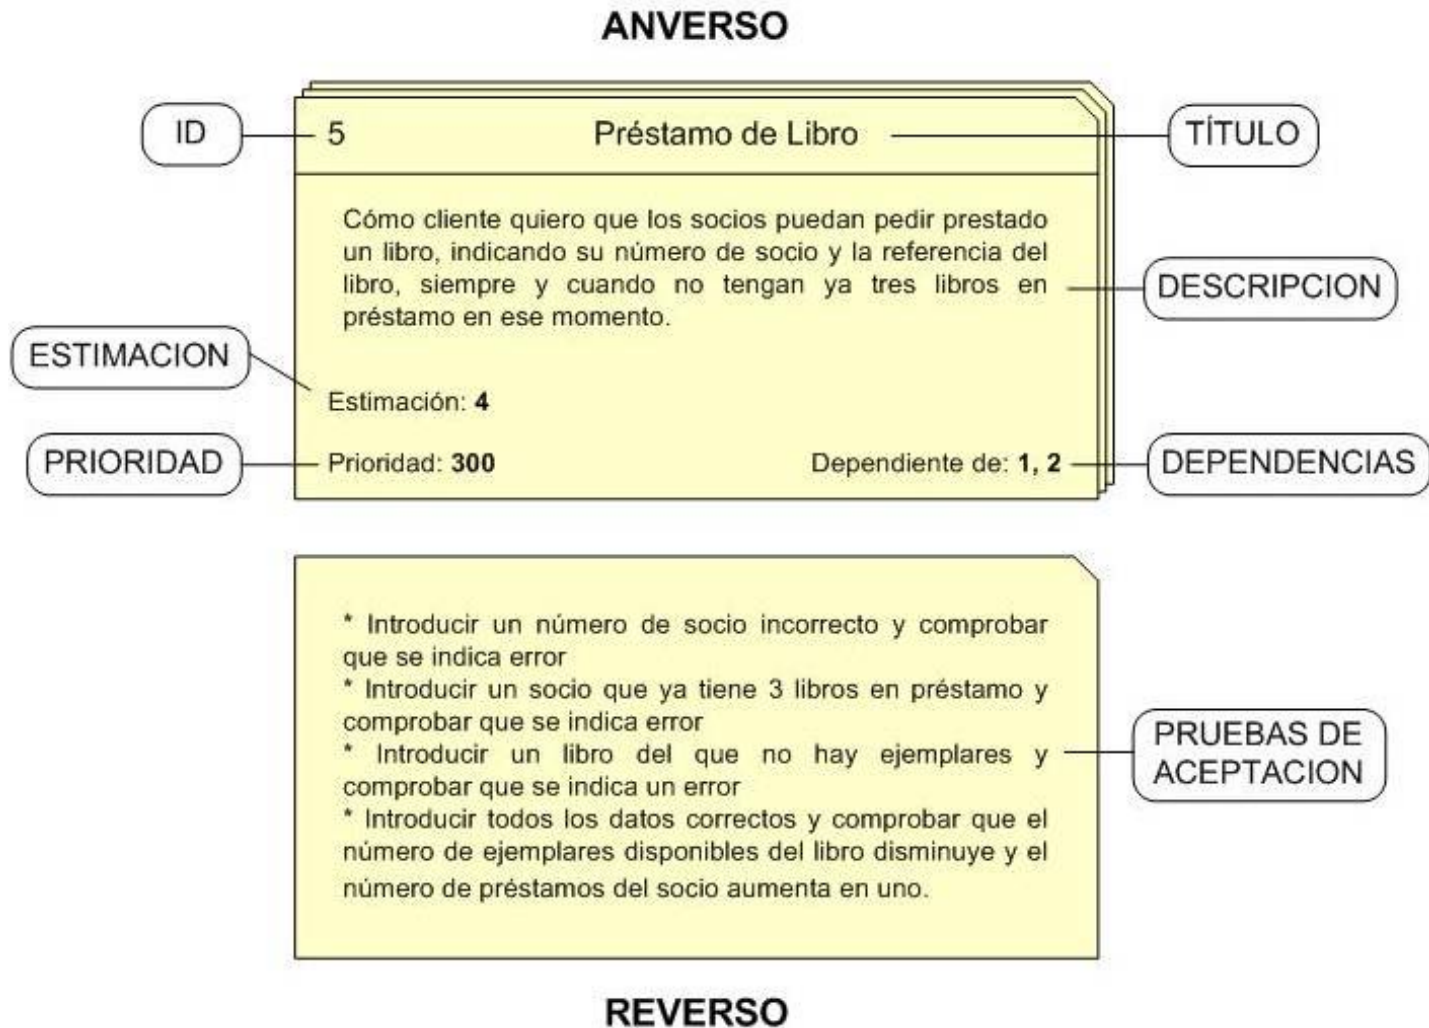 ANVERSO
ID
5
Préstamo de Libro
TÍTULO
Cómo cliente quiero que los socios puedan pedir prestado
un libro, indicando su número de socio y la referencia del
libro, siempre y cuando no tengan ya tres libros en
préstamo en ese momento.
DESCRIPCION
ESTIMACION
Estimación: 4
PRIORIDAD
Prioridad: 300
Dependiente de: 1, 2
DEPENDENCIAS
* Introducir un número de socio incorrecto y comprobar
que se indica error
* Introducir un socio que ya tiene 3 libros en préstamo y
comprobar que se indica error
* Introducir un libro del que no hay ejemplares y
comprobar que se indica un error
* Introducir todos los datos correctos y comprobar que el
número de ejemplares disponibles del libro disminuye y el
número de préstamos del socio aumenta en uno.
PRUEBAS DE
ACEPTACION
REVERSO